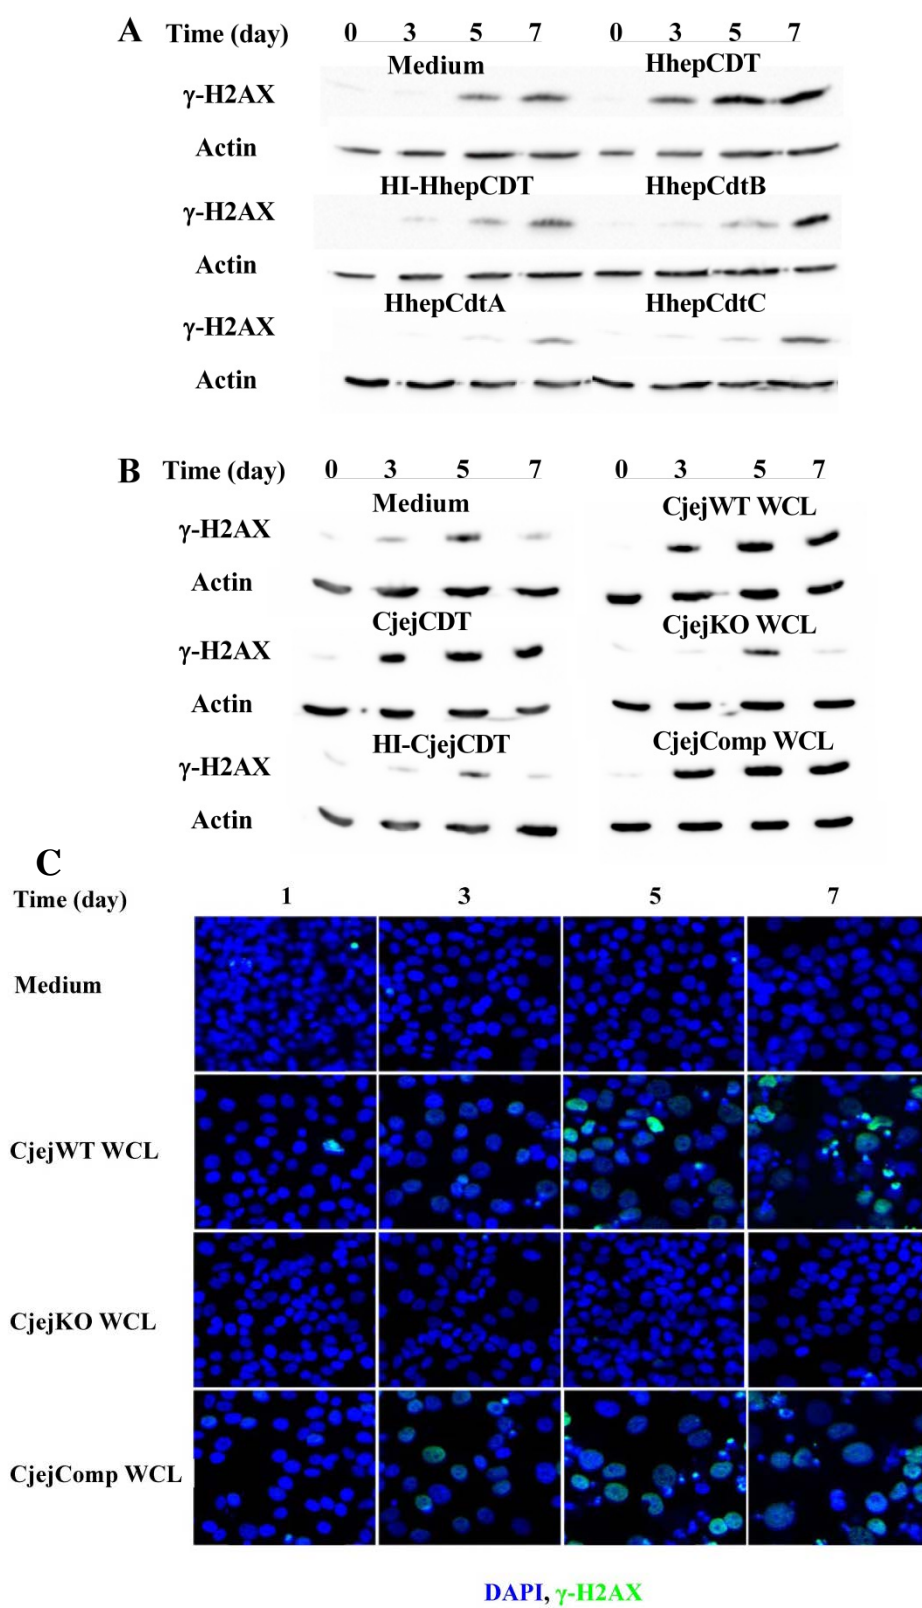 A Time (day) 0 3 5 7 0 3 5 7
Medium HhepCDT
γ-H2AX
Actin
HI-HhepCDT HhepCdtB
γ-H2AX
Actin
HhepCdtA HhepCdtC
γ-H2AX
Actin
B Time (day) 0 3 5 7 0 3 5 7
Medium CjejWT WCL
γ-H2AX
Actin
CjejCDT CjejKO WCL
γ-H2AX
Actin
HI-CjejCDT CjejComp WCL
γ-H2AX
Actin
C
Time (day) 1 3 5 7
Medium
CjejWT WCL
CjejKO WCL
CjejComp WCL
DAPI, γ-H2AX